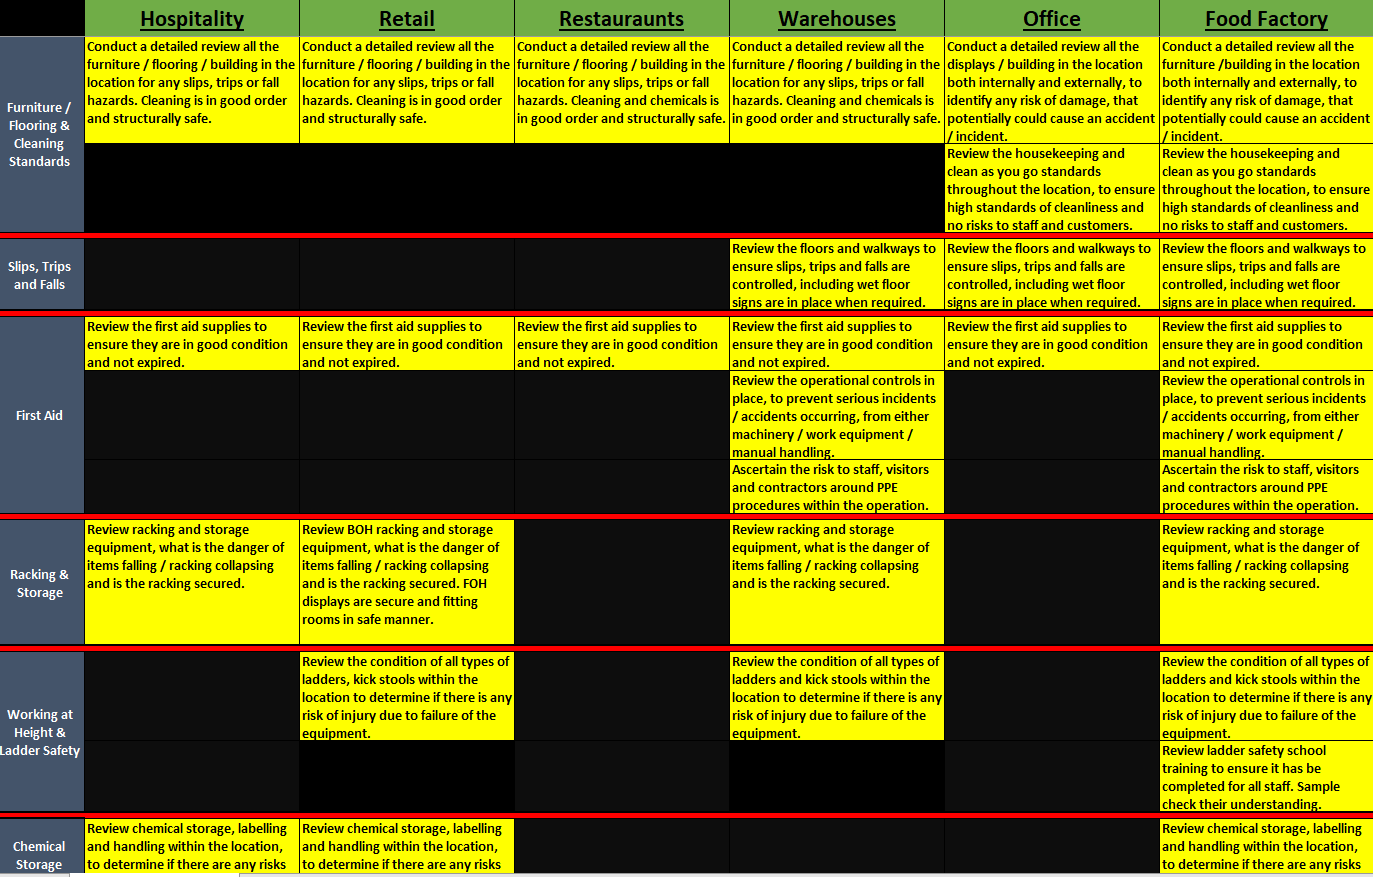 Hospitality Retail Restauraunts Warehouses Office Food Factory
Furniture /
Flooring &
Cleaning
Standards
Conduct a detailed review all the
furniture / flooring / building in the
location for any slips, trips or fall
hazards. Cleaning is in good order
and structurally safe.
Conduct a detailed review all the
furniture / flooring / building in the
location for any slips, trips or fall
hazards. Cleaning is in good order
and structurally safe.
Conduct a detailed review all the
furniture / flooring / building in the
location for any slips, trips or fall
hazards. Cleaning and chemicals is
in good order and structurally safe.
Conduct a detailed review all the
furniture / flooring / building in the
location for any slips, trips or fall
hazards. Cleaning and chemicals is
in good order and structurally safe.
Conduct a detailed review all the
displays / building in the location
both internally and externally, to
identify any risk of damage, that
potentially could cause an accident
/ incident.
Conduct a detailed review all the
furniture /building in the location
both internally and externally, to
identify any risk of damage, that
potentially could cause an accident
/ incident.
Review the housekeeping and
clean as you go standards
throughout the location, to ensure
high standards of cleanliness and
no risks to staff and customers.
Review the housekeeping and
clean as you go standards
throughout the location, to ensure
high standards of cleanliness and
no risks to staff and customers.
Slips, Trips
and Falls
Review the floors and walkways to
ensure slips, trips and falls are
controlled, including wet floor
signs are in place when required.
Review the floors and walkways to
ensure slips, trips and falls are
controlled, including wet floor
signs are in place when required.
Review the floors and walkways to
ensure slips, trips and falls are
controlled, including wet floor
signs are in place when required.
First Aid
Review the first aid supplies to
ensure they are in good condition
and not expired.
Review the first aid supplies to
ensure they are in good condition
and not expired.
Review the first aid supplies to
ensure they are in good condition
and not expired.
Review the first aid supplies to
ensure they are in good condition
and not expired.
Review the first aid supplies to
ensure they are in good condition
and not expired.
Review the first aid supplies to
ensure they are in good condition
and not expired.
Review the operational controls in
place, to prevent serious incidents
/ accidents occurring, from either
machinery / work equipment /
manual handling.
Review the operational controls in
place, to prevent serious incidents
/ accidents occurring, from either
machinery / work equipment /
manual handling.
Ascertain the risk to staff, visitors
and contractors around PPE
procedures within the operation.
Ascertain the risk to staff, visitors
and contractors around PPE
procedures within the operation.
Racking &
Storage
Review racking and storage
equipment, what is the danger of
items falling / racking collapsing
and is the racking secured.
Review BOH racking and storage
equipment, what is the danger of
items falling / racking collapsing
and is the racking secured. FOH
displays are secure and fitting
rooms in safe manner.
Review racking and storage
equipment, what is the danger of
items falling / racking collapsing
and is the racking secured.
Review racking and storage
equipment, what is the danger of
items falling / racking collapsing
and is the racking secured.
Working at
Height &
Ladder Safety
Review the condition of all types of
ladders, kick stools within the
location to determine if there is any
risk of injury due to failure of the
equipment.
Review the condition of all types of
ladders and kick stools within the
location to determine if there is any
risk of injury due to failure of the
equipment.
Review the condition of all types of
ladders and kick stools within the
location to determine if there is any
risk of injury due to failure of the
equipment.
Review ladder safety school
training to ensure it has be
completed for all staff. Sample
check their understanding.
Chemical
Storage
Review chemical storage, labelling
and handling within the location,
to determine if there are any risks
Review chemical storage, labelling
and handling within the location,
to determine if there are any risks
Review chemical storage, labelling
and handling within the location,
to determine if there are any risks